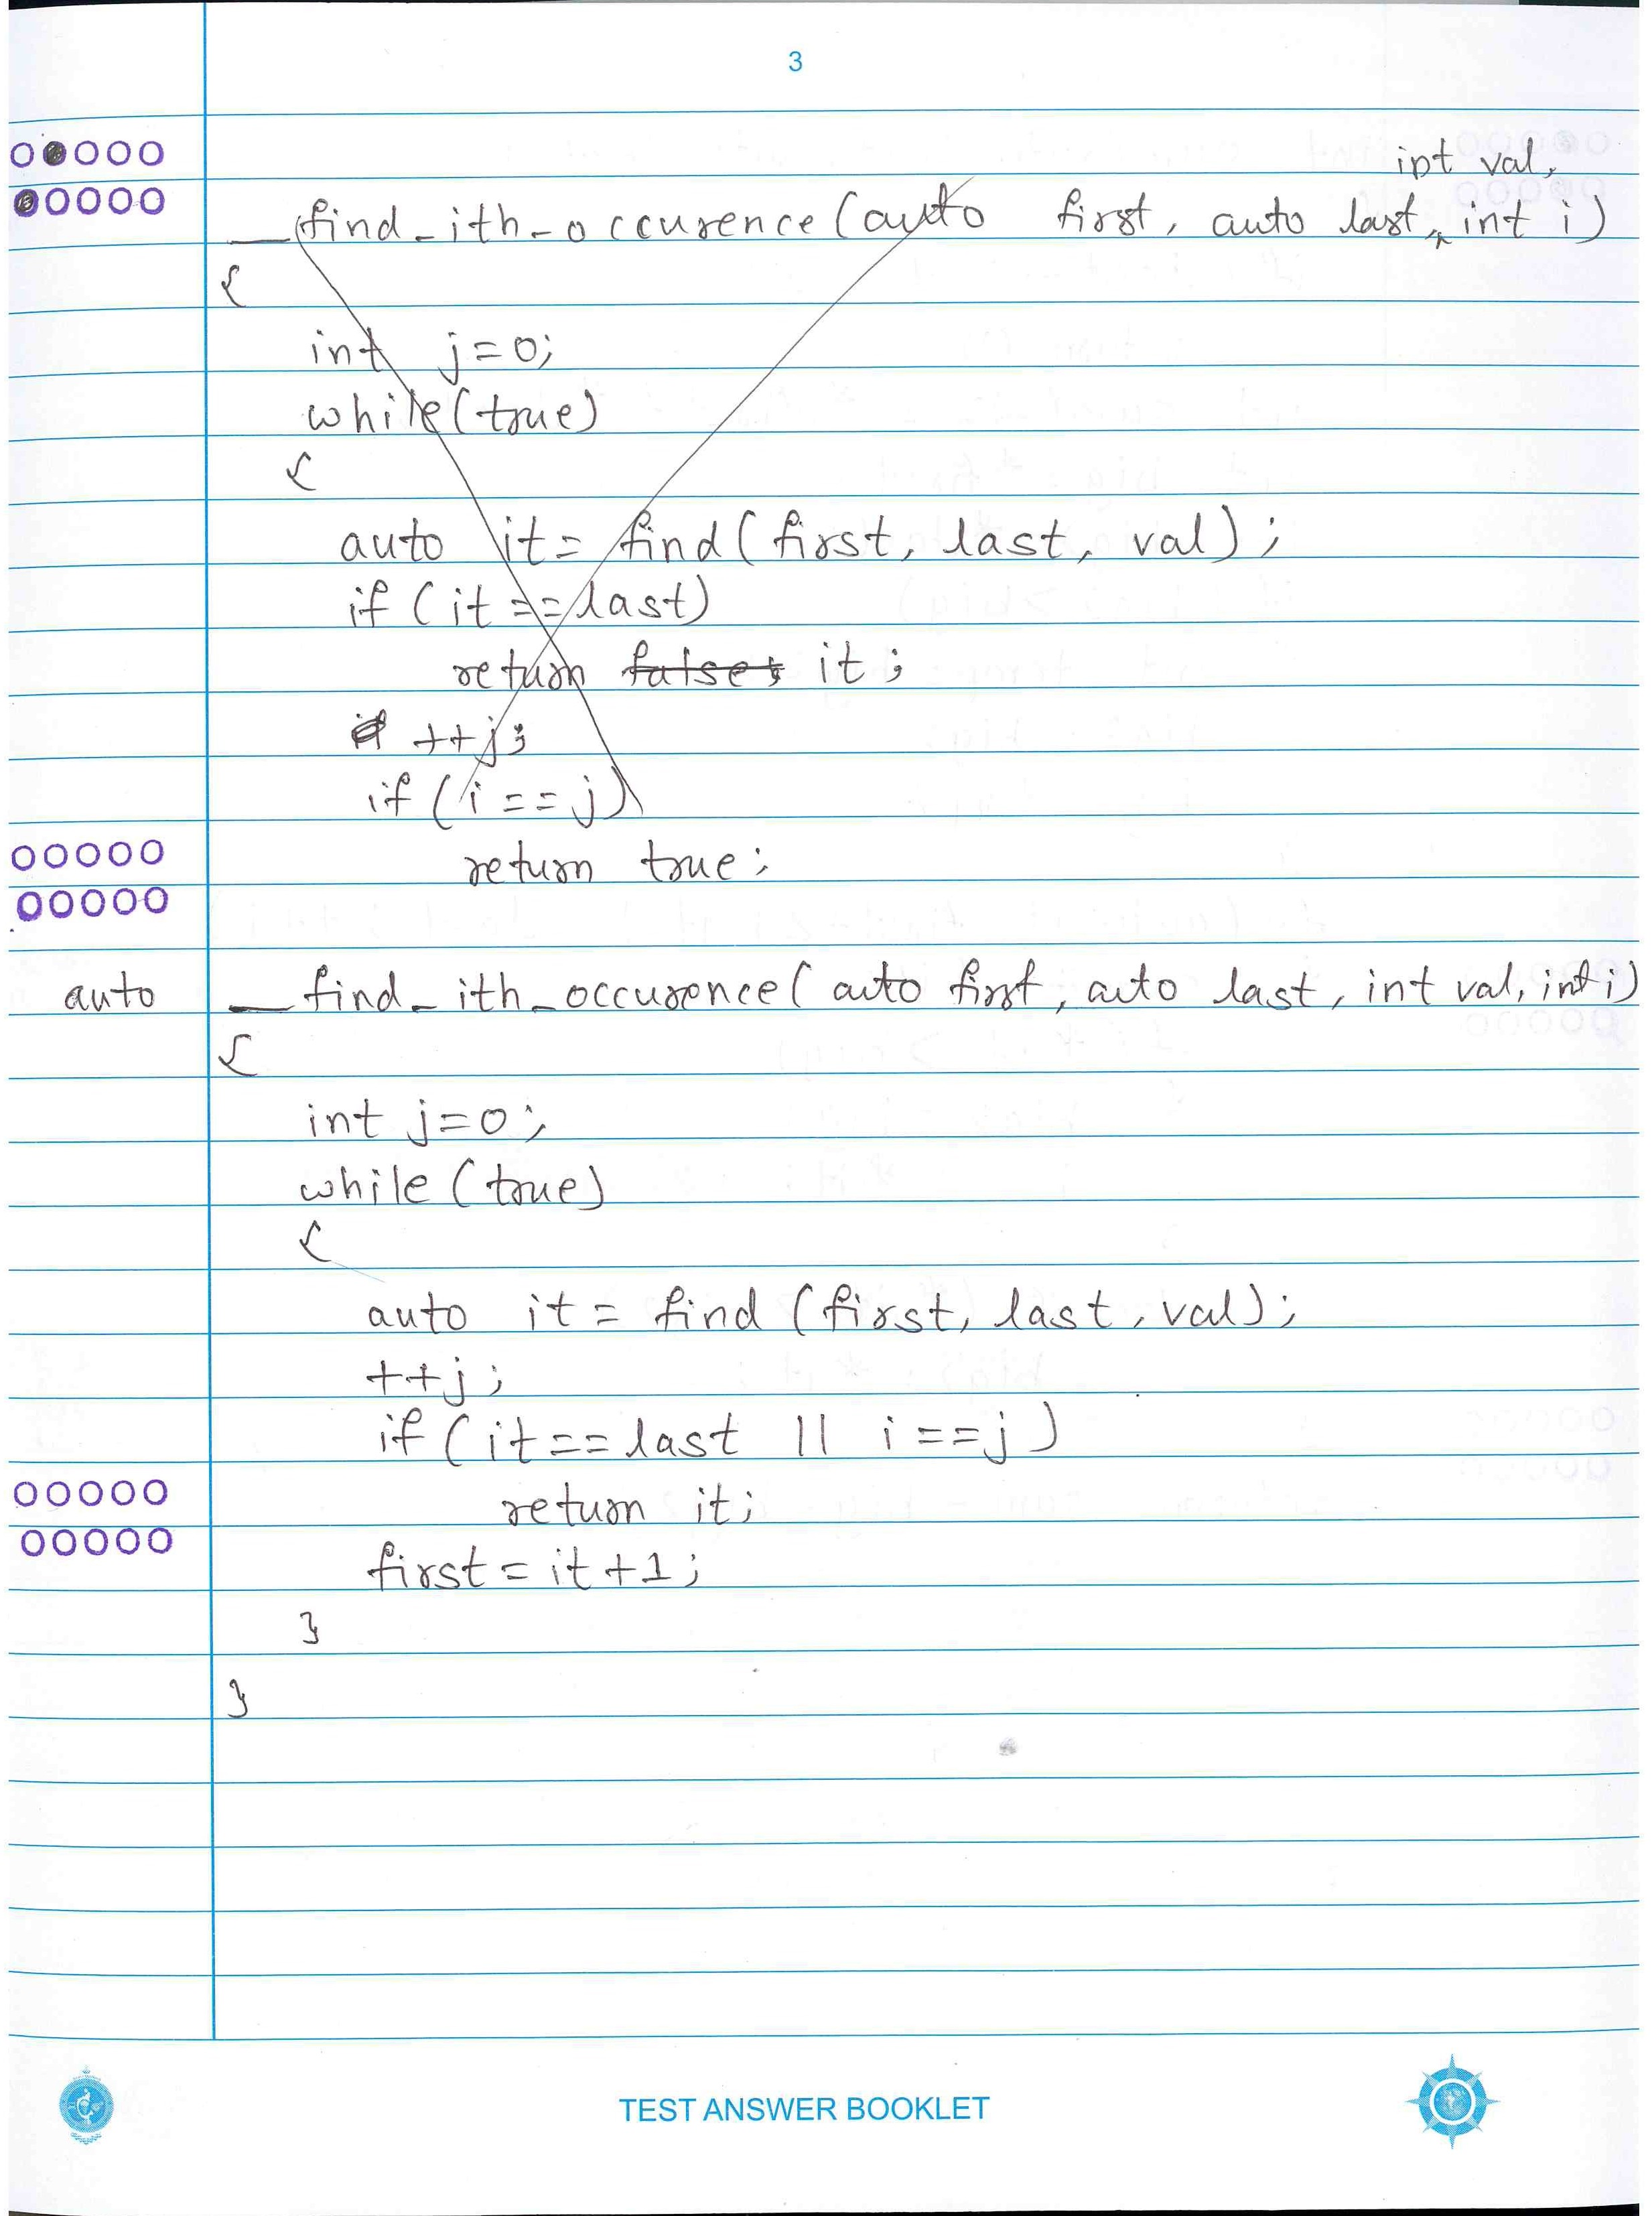 3
int val,
__find_ith_occurence(auto first, auto last, int i)
{
int j=0;
while(true)
{
auto it= find(first, last, val);
if (it==last)
return false; it;
if ++j;
if (i==j)
return true;
auto __find_ith_occurence(auto first, auto last, int val, int i)
{
int j=0;
while (true)
{
auto it= find (first, last, val);
++j;
if (it==last || i==j)
return it;
first=it+1;
}
}
TEST ANSWER BOOKLET